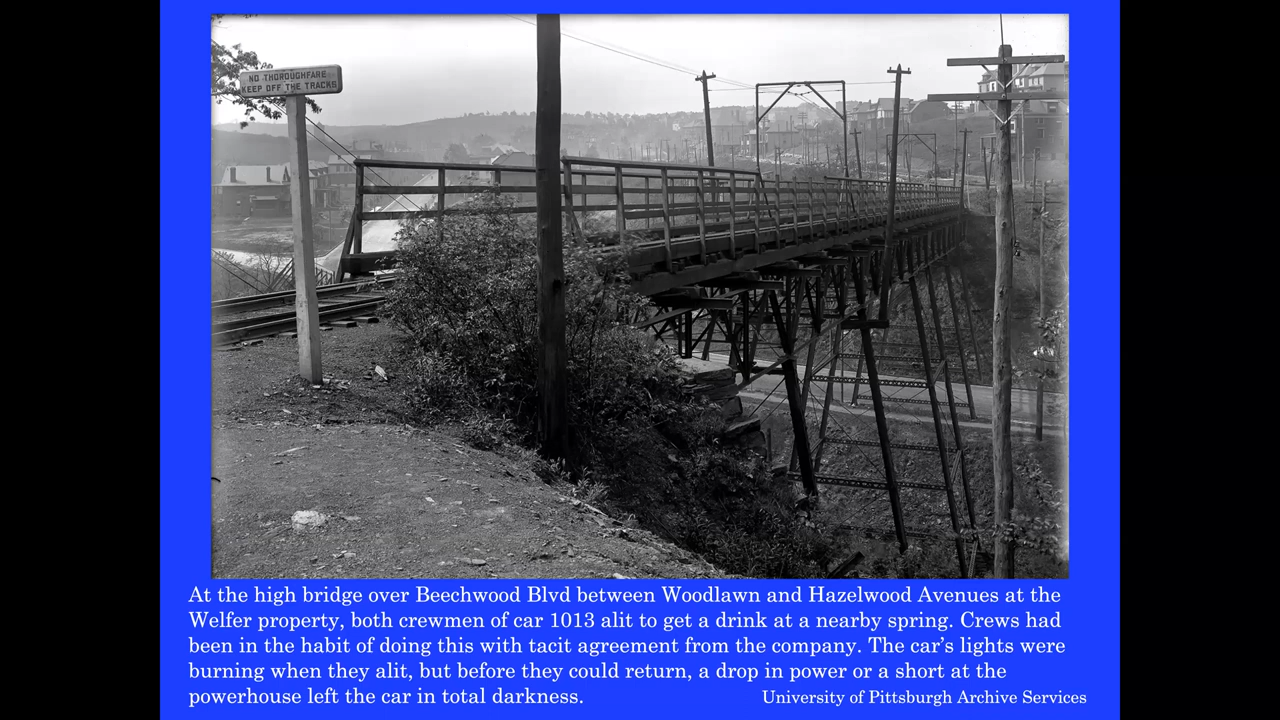 NO THOROUGHFARE
KEEP OFF THE TRACKS
At the high bridge over Beechwood Blvd between Woodlawn and Hazelwood Avenues at the
Welfer property, both crewmen of car 1013 alit to get a drink at a nearby spring. Crews had
been in the habit of doing this with tacit agreement from the company. The car’s lights were
burning when they alit, but before they could return, a drop in power or a short at the
powerhouse left the car in total darkness.
University of Pittsburgh Archive Services